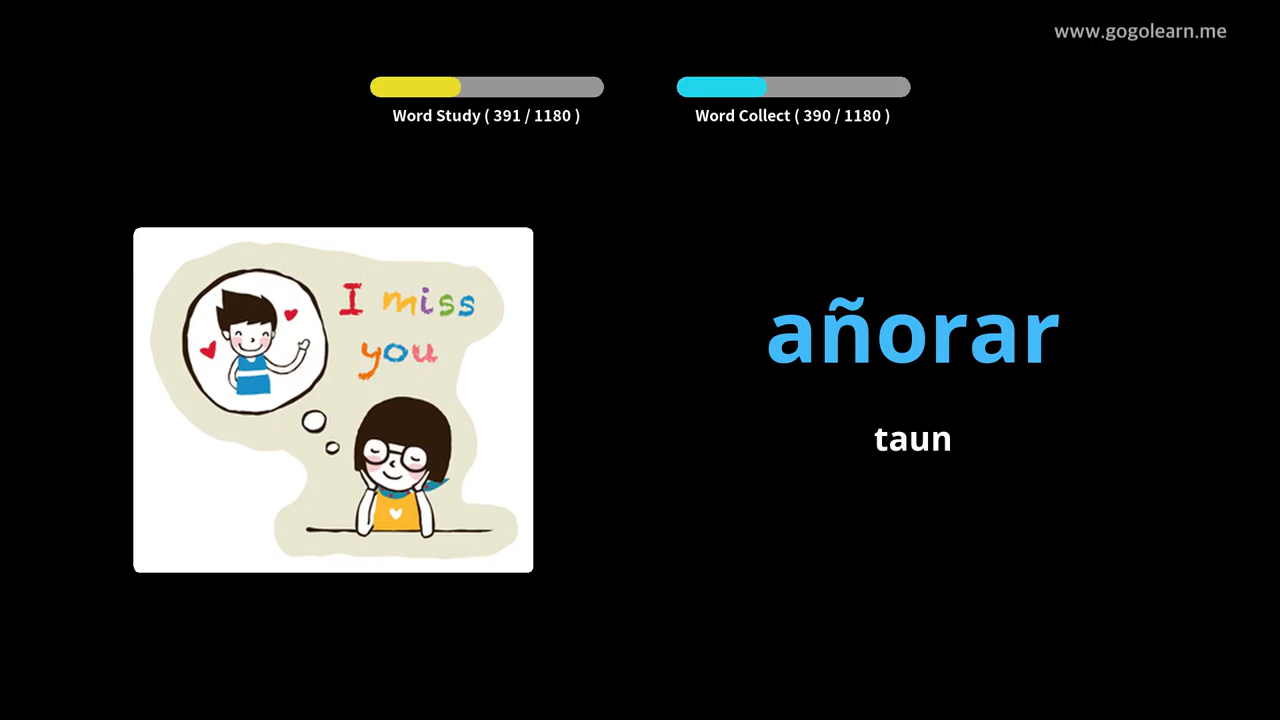 www.gogolearn.me
Word Study ( 391 / 1180 )
Word Collect ( 390 / 1180 )
I miss
you
añorar
taun